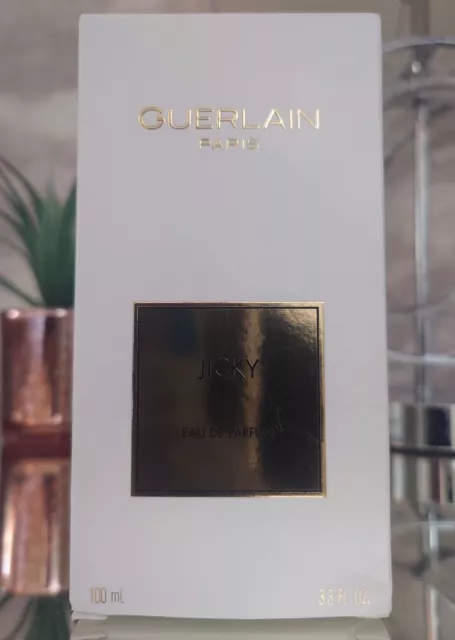 GUERLAIN
PARIS
JICKY
EAU DE PARFUM
100 mL 3.3 FL. OZ.